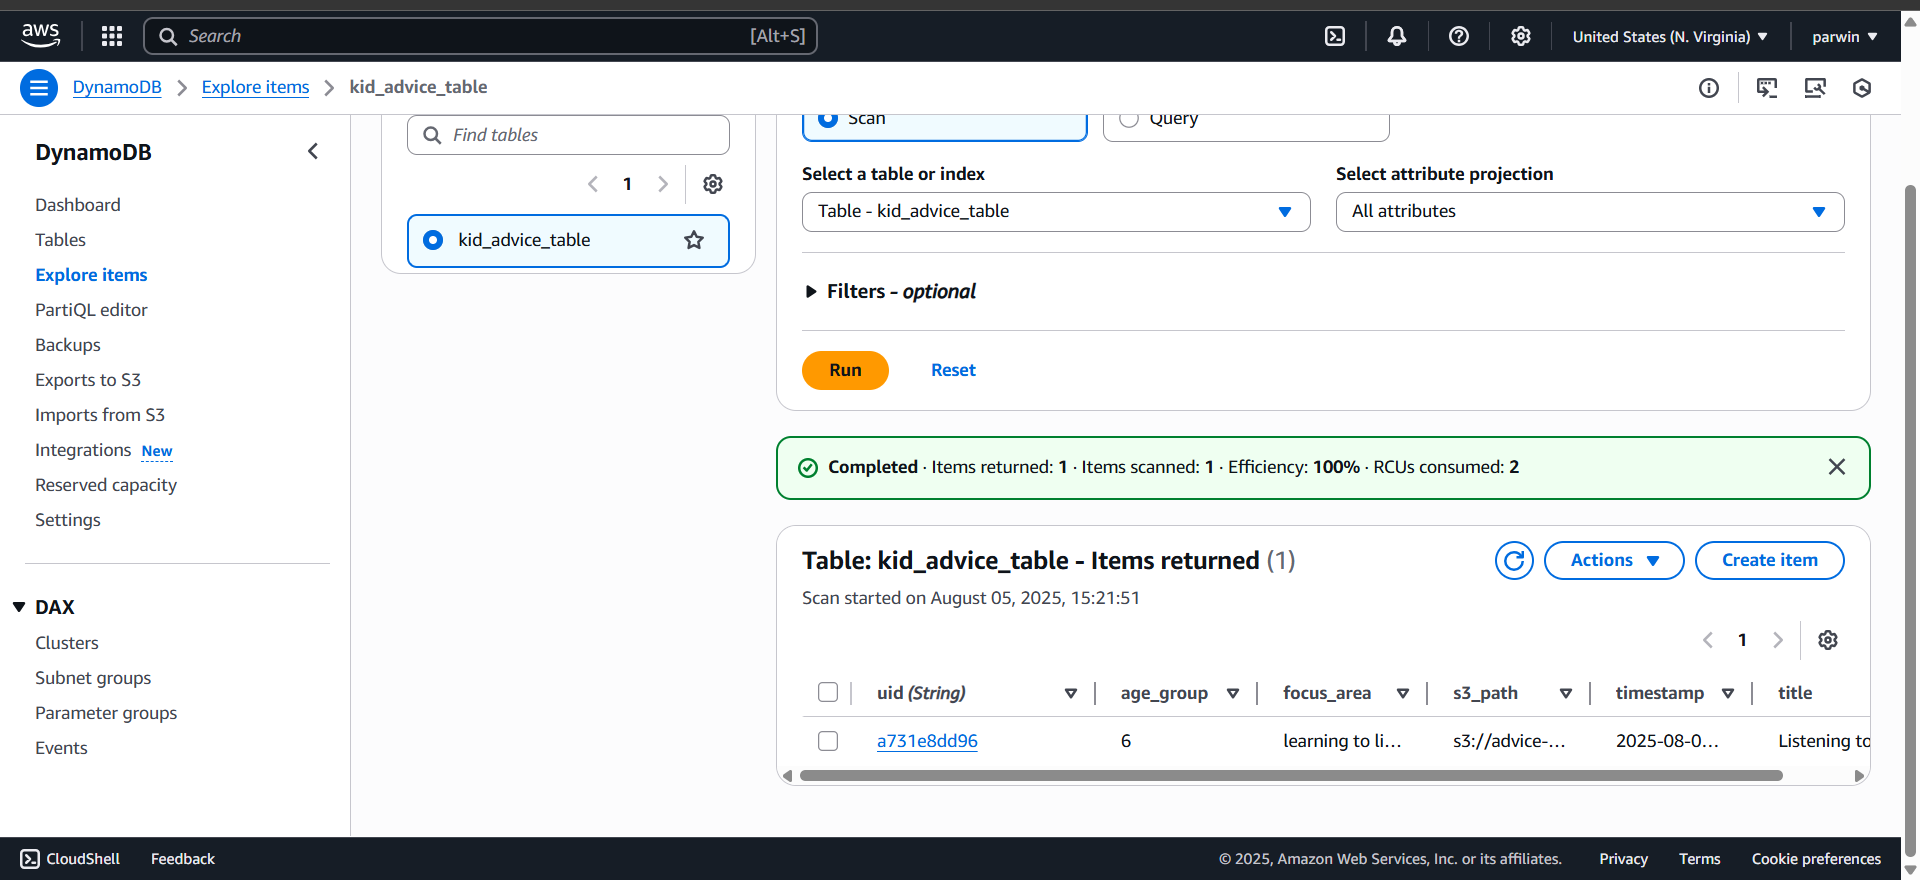 aws
Search [Alt+S]
United States (N. Virginia)
parwin
DynamoDB
Explore items
kid_advice_table
DynamoDB
Dashboard
Tables
Explore items
PartiQL editor
Backups
Exports to S3
Imports from S3
Integrations New
Reserved capacity
Settings
DAX
Clusters
Subnet groups
Parameter groups
Events
Find tables
1
kid_advice_table
Scan
Query
Select a table or index
Table - kid_advice_table
Select attribute projection
All attributes
Filters - optional
Run Reset
Completed · Items returned: 1 · Items scanned: 1 · Efficiency: 100% · RCUs consumed: 2
Table: kid_advice_table - Items returned (1)
Scan started on August 05, 2025, 15:21:51
Actions
Create item
1
uid (String) age_group focus_area s3_path timestamp title
a731e8dd96 6 learning to li... s3://advice-... 2025-08-0... Listening to
CloudShell Feedback
© 2025, Amazon Web Services, Inc. or its affiliates. Privacy Terms Cookie preferences